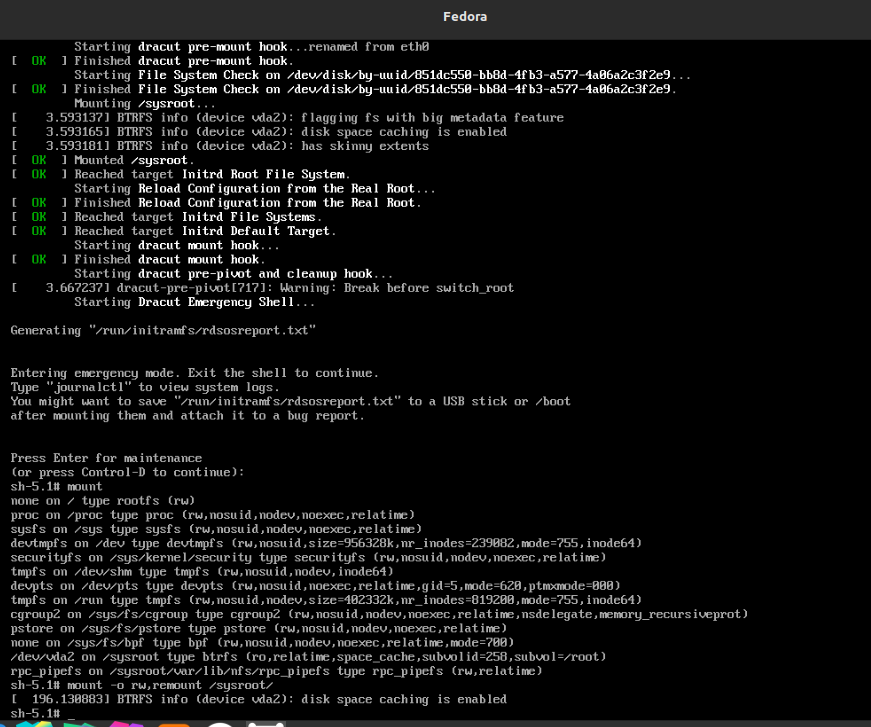 Fedora
Starting dracut pre-mount hook...renamed from eth0
[  OK  ] Finished dracut pre-mount hook.
Starting File System Check on /dev/disk/by-uuid/851dc550-bb8d-4fb3-a577-4a06a2c3f2e9...
[  OK  ] Finished File System Check on /dev/disk/by-uuid/851dc550-bb8d-4fb3-a577-4a06a2c3f2e9.
Mounting /sysroot...
[    3.593137] BTRFS info (device vda2): flagging fs with big metadata feature
[    3.593165] BTRFS info (device vda2): disk space caching is enabled
[    3.593181] BTRFS info (device vda2): has skinny extents
[  OK  ] Mounted /sysroot.
[  OK  ] Reached target Initrd Root File System.
Starting Reload Configuration from the Real Root...
[  OK  ] Finished Reload Configuration from the Real Root.
[  OK  ] Reached target Initrd File Systems.
[  OK  ] Reached target Initrd Default Target.
Starting dracut mount hook...
[  OK  ] Finished dracut mount hook.
Starting dracut pre-pivot and cleanup hook...
[    3.667237] dracut-pre-pivot[717]: Warning: Break before switch_root
Starting Dracut Emergency Shell...
Generating "/run/initramfs/rdsosreport.txt"
Entering emergency mode. Exit the shell to continue.
Type "journalctl" to view system logs.
You might want to save "/run/initramfs/rdsosreport.txt" to a USB stick or /boot
after mounting them and attach it to a bug report.
Press Enter for maintenance
(or press Control-D to continue):
sh-5.1# mount
none on / type rootfs (rw)
proc on /proc type proc (rw,nosuid,nodev,noexec,relatime)
sysfs on /sys type sysfs (rw,nosuid,nodev,noexec,relatime)
devtmpfs on /dev type devtmpfs (rw,nosuid,size=956328k,nr_inodes=239082,mode=755,inode64)
securityfs on /sys/kernel/security type securityfs (rw,nosuid,nodev,noexec,relatime)
tmpfs on /dev/shm type tmpfs (rw,nosuid,nodev,inode64)
devpts on /dev/pts type devpts (rw,nosuid,noexec,relatime,gid=5,mode=620,ptmxmode=000)
tmpfs on /run type tmpfs (rw,nosuid,nodev,size=402332k,nr_inodes=819200,mode=755,inode64)
cgroup2 on /sys/fs/cgroup type cgroup2 (rw,nosuid,nodev,noexec,relatime,nsdelegate,memory_recursiveprot)
pstore on /sys/fs/pstore type pstore (rw,nosuid,nodev,noexec,relatime)
none on /sys/fs/bpf type bpf (rw,nosuid,nodev,noexec,relatime,mode=700)
/dev/vda2 on /sysroot type btrfs (ro,relatime,space_cache,subvolid=258,subvol=/root)
rpc_pipefs on /sysroot/var/lib/nfs/rpc_pipefs type rpc_pipefs (rw,relatime)
sh-5.1# mount -o rw,remount /sysroot/
[  196.130883] BTRFS info (device vda2): disk space caching is enabled
sh-5.1# _